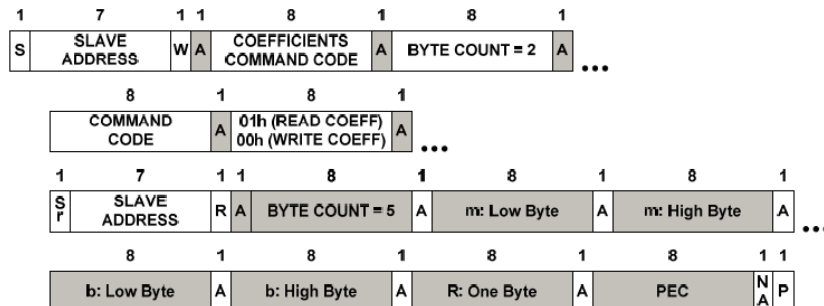 1 7 1 1 8 1 8 1
S SLAVE ADDRESS W A COEFFICIENTS COMMAND CODE A BYTE COUNT = 2 A •••
8 1 8 1
COMMAND CODE A 01h (READ COEFF) 00h (WRITE COEFF) A •••
1 7 1 1 8 1 8 1 8 1
Sr SLAVE ADDRESS R A BYTE COUNT = 5 A m: Low Byte A m: High Byte A •••
8 1 8 1 8 1 8 1 1
b: Low Byte A b: High Byte A R: One Byte A PEC NA P